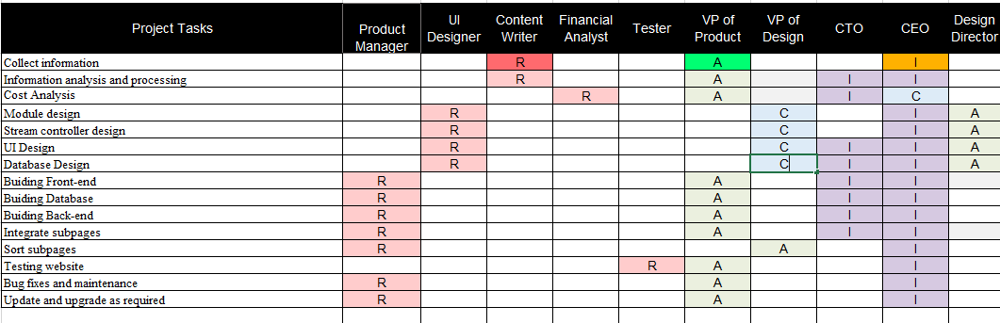 Project Tasks Product Manager UI Designer Content Writer Financial Analyst Tester VP of Product VP of Design CTO CEO Design Director
Collect information R A I
Information analysis and processing R A I I
Cost Analysis R A I C
Module design R C I A
Stream controller design R C I A
UI Design R C I I A
Database Design R C I I A
Buiding Front-end R A I I
Buiding Database R A I I
Buiding Back-end R A I I
Integrate subpages R A I I
Sort subpages R A I
Testing website R A I
Bug fixes and maintenance R A I
Update and upgrade as required R A I